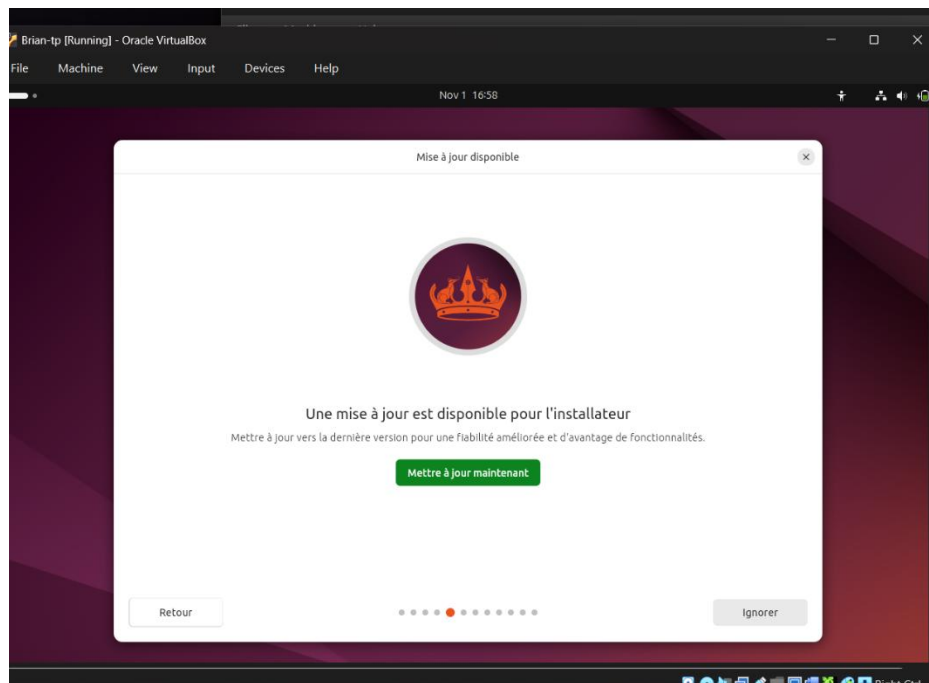 Brian-tp [Running] - Oracle VirtualBox
File Machine View Input Devices Help
Nov 1 16:58
Mise à jour disponible
Une mise à jour est disponible pour l'installateur
Mettre à jour vers la dernière version pour une fiabilité améliorée et d'avantage de fonctionnalités.
Mettre à jour maintenant
Retour
Ignorer
Right Ctrl